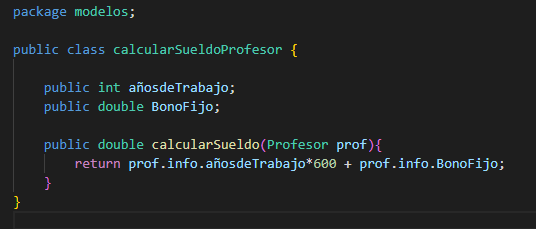 package modelos;
public class calcularSueldoProfesor {
public int añosdeTrabajo;
public double BonoFijo;
public double calcularSueldo(Profesor prof){
return prof.info.añosdeTrabajo*600 + prof.info.BonoFijo;
}
}